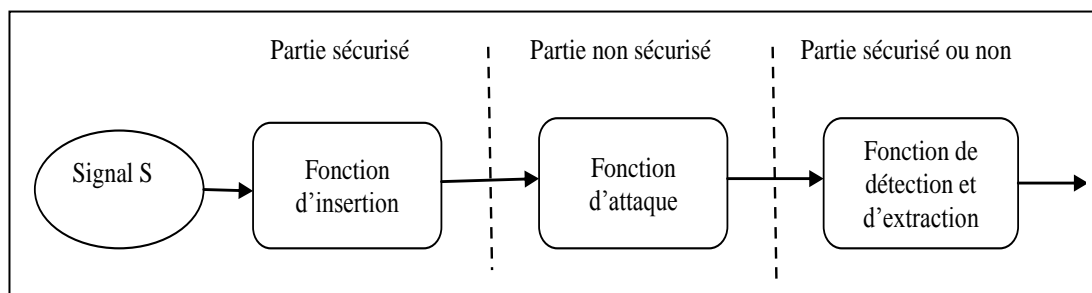 Partie sécurisé
Partie non sécurisé
Partie sécurisé ou non
Signal S
Fonction
d’insertion
Fonction
d’attaque
Fonction de
détection et
d’extraction